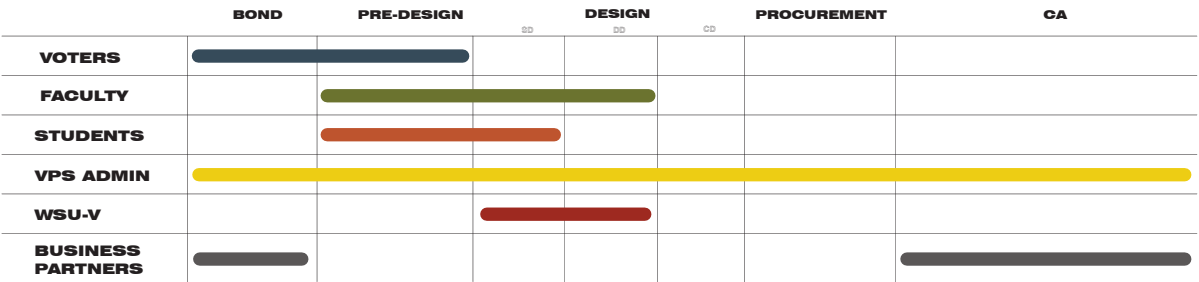 BOND PRE-DESIGN DESIGN PROCUREMENT CA
SD DD CD
VOTERS
FACULTY
STUDENTS
VPS ADMIN
WSU-V
BUSINESS
PARTNERS